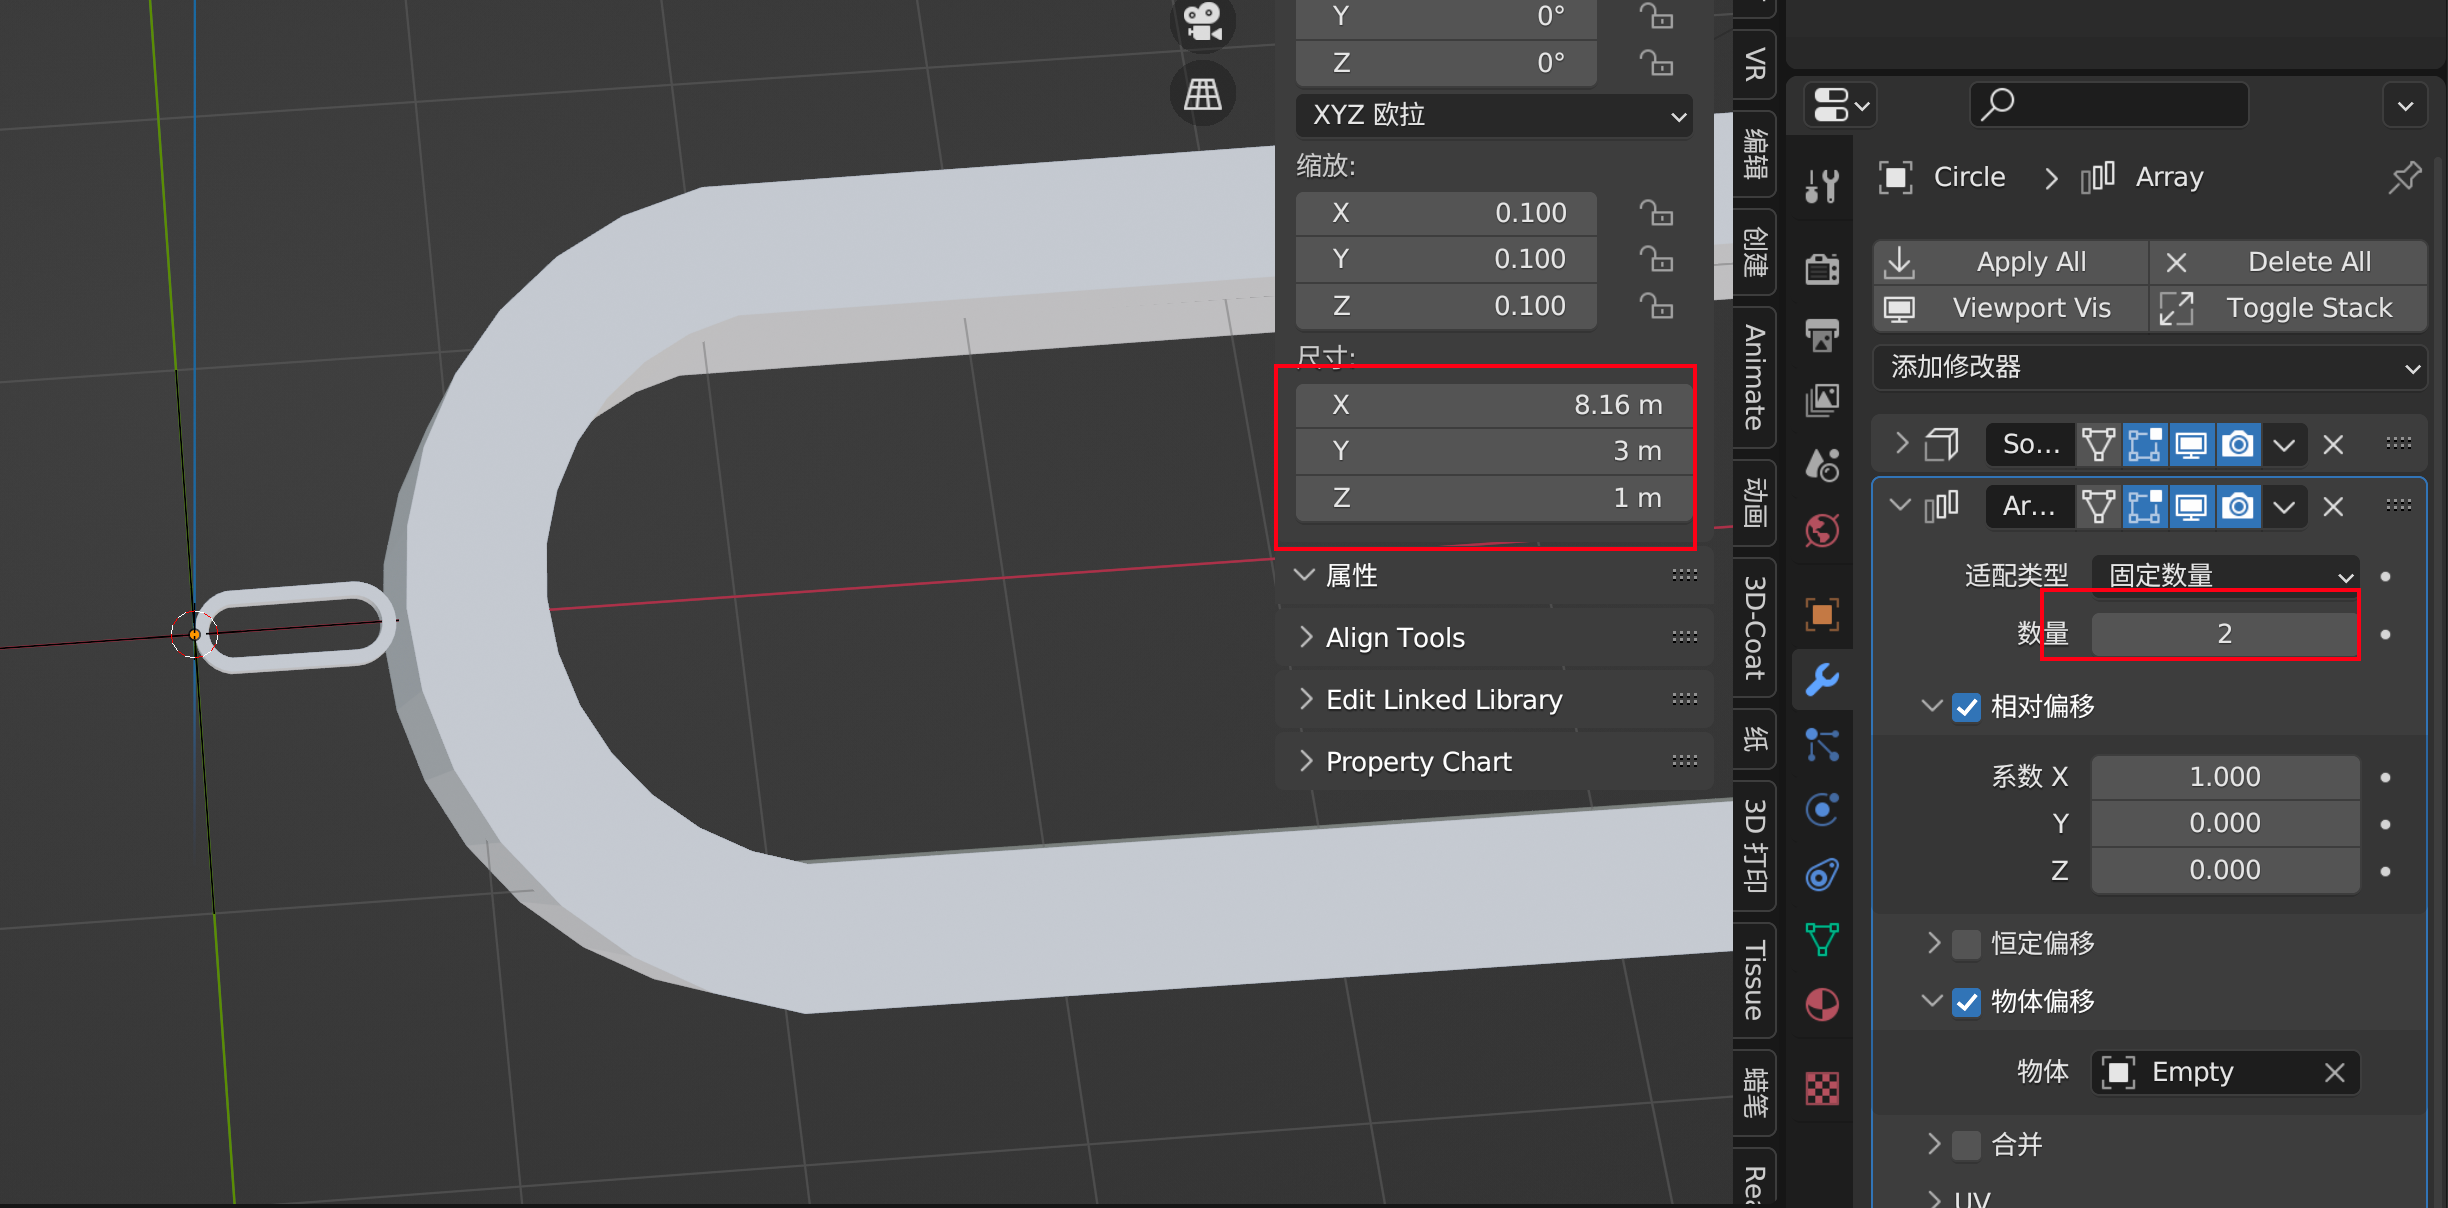 Y 0°
Z 0°
XYZ 欧拉
缩放:
X 0.100
Y 0.100
Z 0.100
尺寸:
X 8.16 m
Y 3 m
Z 1 m
属性
Align Tools
Edit Linked Library
Property Chart
VR
编辑
创建
Animate
动画
3D-Coat
纸
3D 打印
Tissue
蜡笔
Circle Array
Apply All Delete All
Viewport Vis Toggle Stack
添加修改器
So...
Ar...
适配类型 固定数量
数量 2
相对偏移
系数 X 1.000
Y 0.000
Z 0.000
恒定偏移
物体偏移
物体 Empty
合并
UV